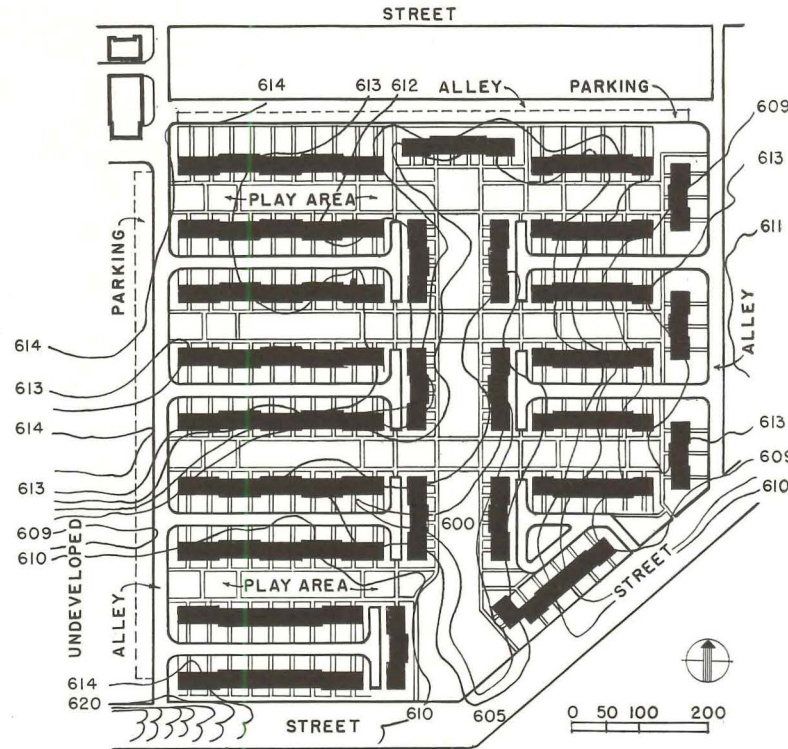 STREET
614
613
612
ALLEY
PARKING
609
613
PLAY AREA
PARKING
611
ALLEY
614
613
614
613
613
609
610
600
609
610
STREET
UNDEVELOPED
ALLEY
PLAY AREA
614
620
STREET
610
605
0 50 100 200